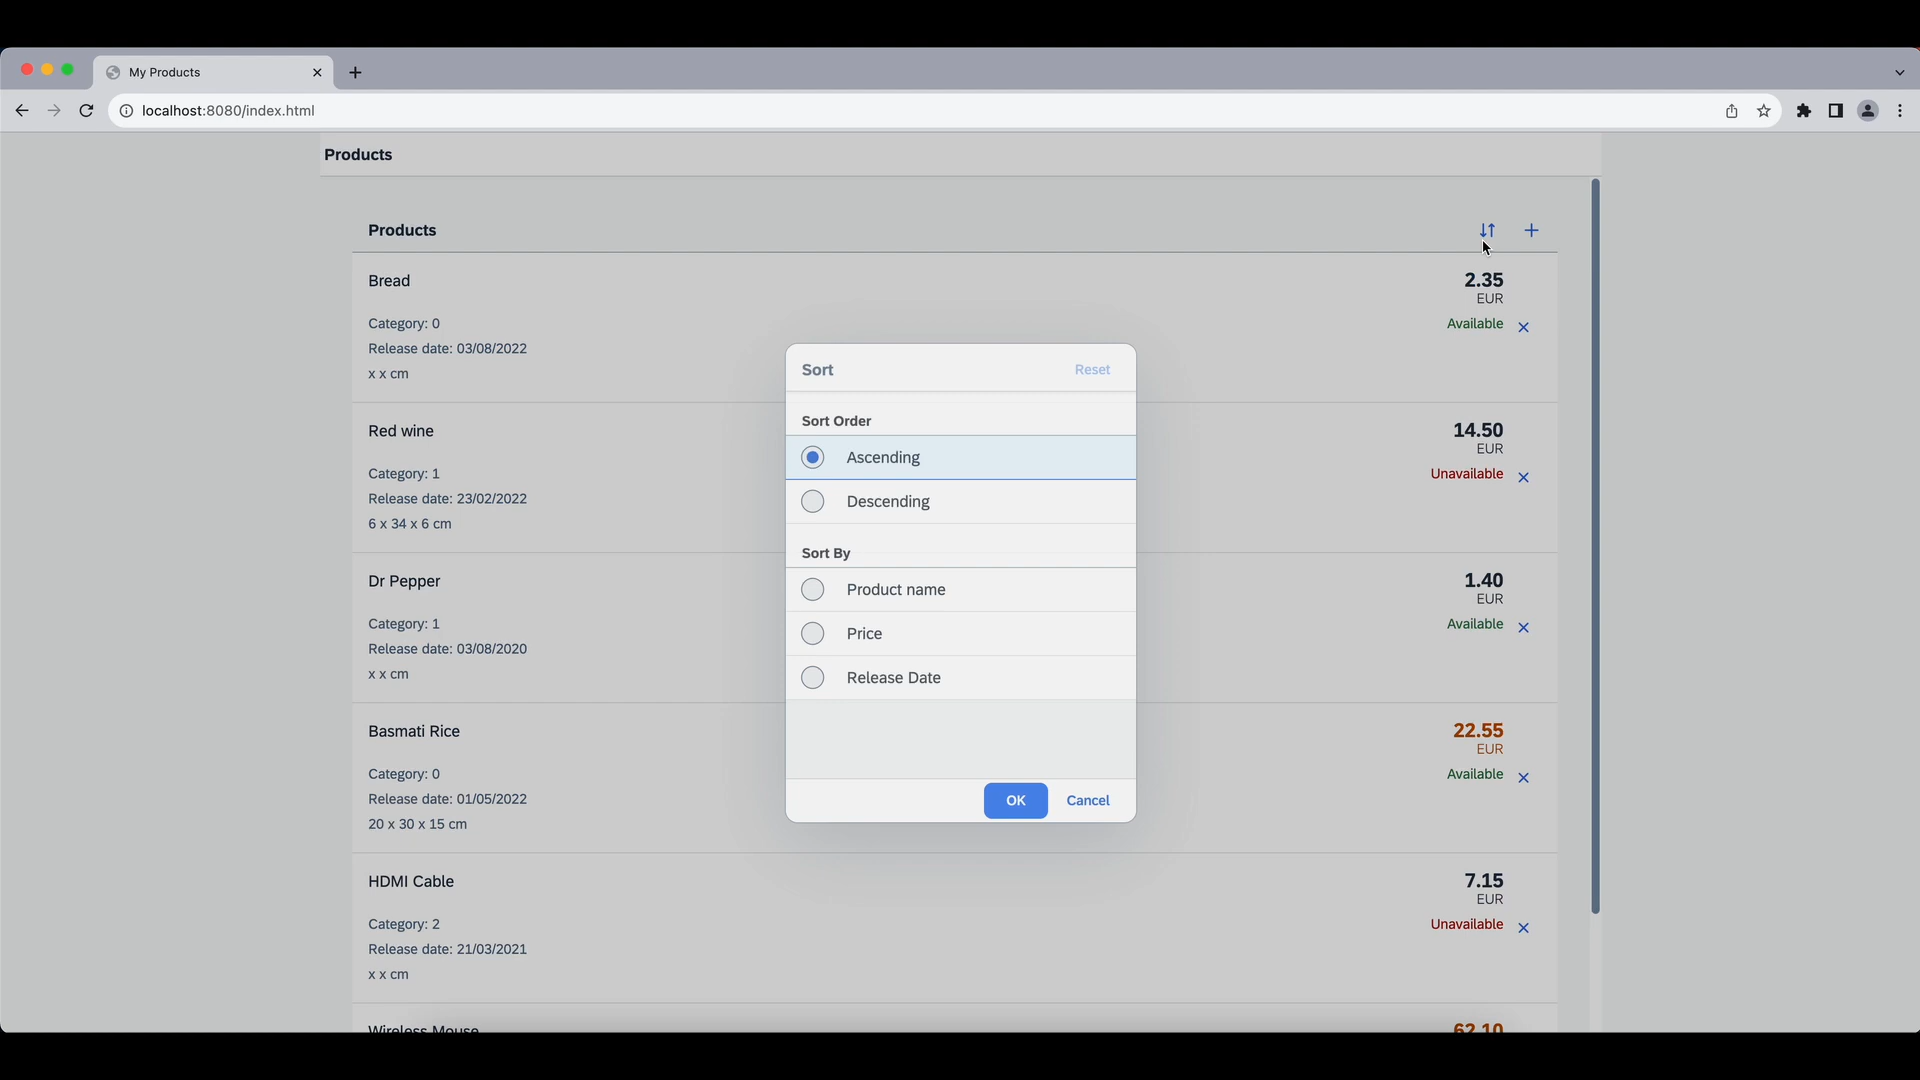 My Products
localhost:8080/index.html
Products
Products
Bread
2.35
EUR
Category: 0
Available
Release date: 03/08/2022
x x cm
Red wine
14.50
EUR
Category: 1
Unavailable
Release date: 23/02/2022
6 x 34 x 6 cm
Dr Pepper
1.40
EUR
Category: 1
Available
Release date: 03/08/2020
x x cm
Basmati Rice
22.55
EUR
Category: 0
Available
Release date: 01/05/2022
20 x 30 x 15 cm
HDMI Cable
7.15
EUR
Category: 2
Unavailable
Release date: 21/03/2021
x x cm
Wireless Mouse
62.10
Sort
Reset
Sort Order
Ascending
Descending
Sort By
Product name
Price
Release Date
OK
Cancel